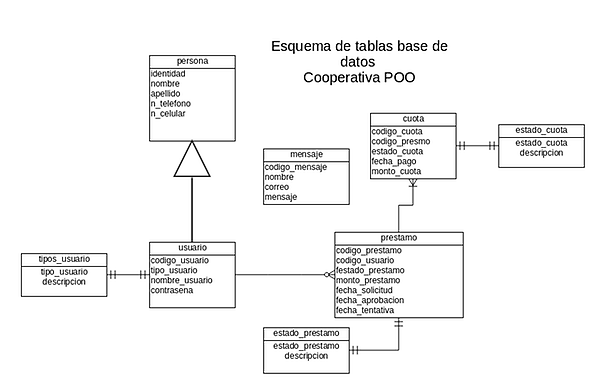 Esquema de tablas base de
datos
Cooperativa POO
persona
identidad
nombre
apellido
n_telefono
n_celular
cuota
codigo_cuota
codigo_presmo
estado_cuota
fecha_pago
monto_cuota
estado_cuota
estado_cuota
descripcion
mensaje
codigo_mensaje
nombre
correo
mensaje
tipos_usuario
tipo_usuario
descripcion
usuario
codigo_usuario
tipo_usuario
nombre_usuario
contrasena
prestamo
codigo_prestamo
codigo_usuario
festado_prestamo
monto_prestamo
fecha_solicitud
fecha_aprobacion
fecha_tentativa
estado_prestamo
estado_prestamo
descripcion